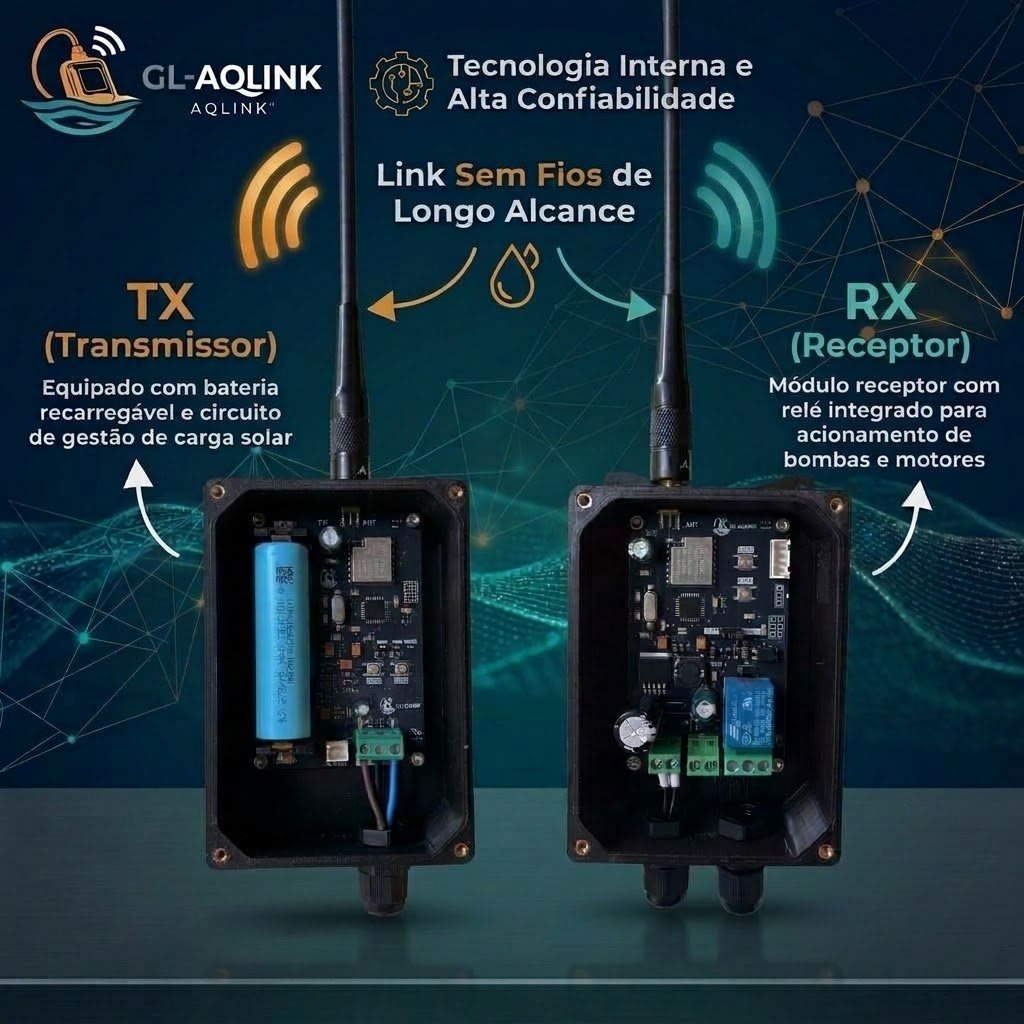 GL-AQLINK
AQLINK
Tecnologia Interna e
Alta Confiabilidade
Link Sem Fios de
Longo Alcance
TX
(Transmissor)
Equipado com bateria
recarregável e circuito
de gestão de carga solar
RX
(Receptor)
Módulo receptor com
relé integrado para
acionamento de
bombas e motores